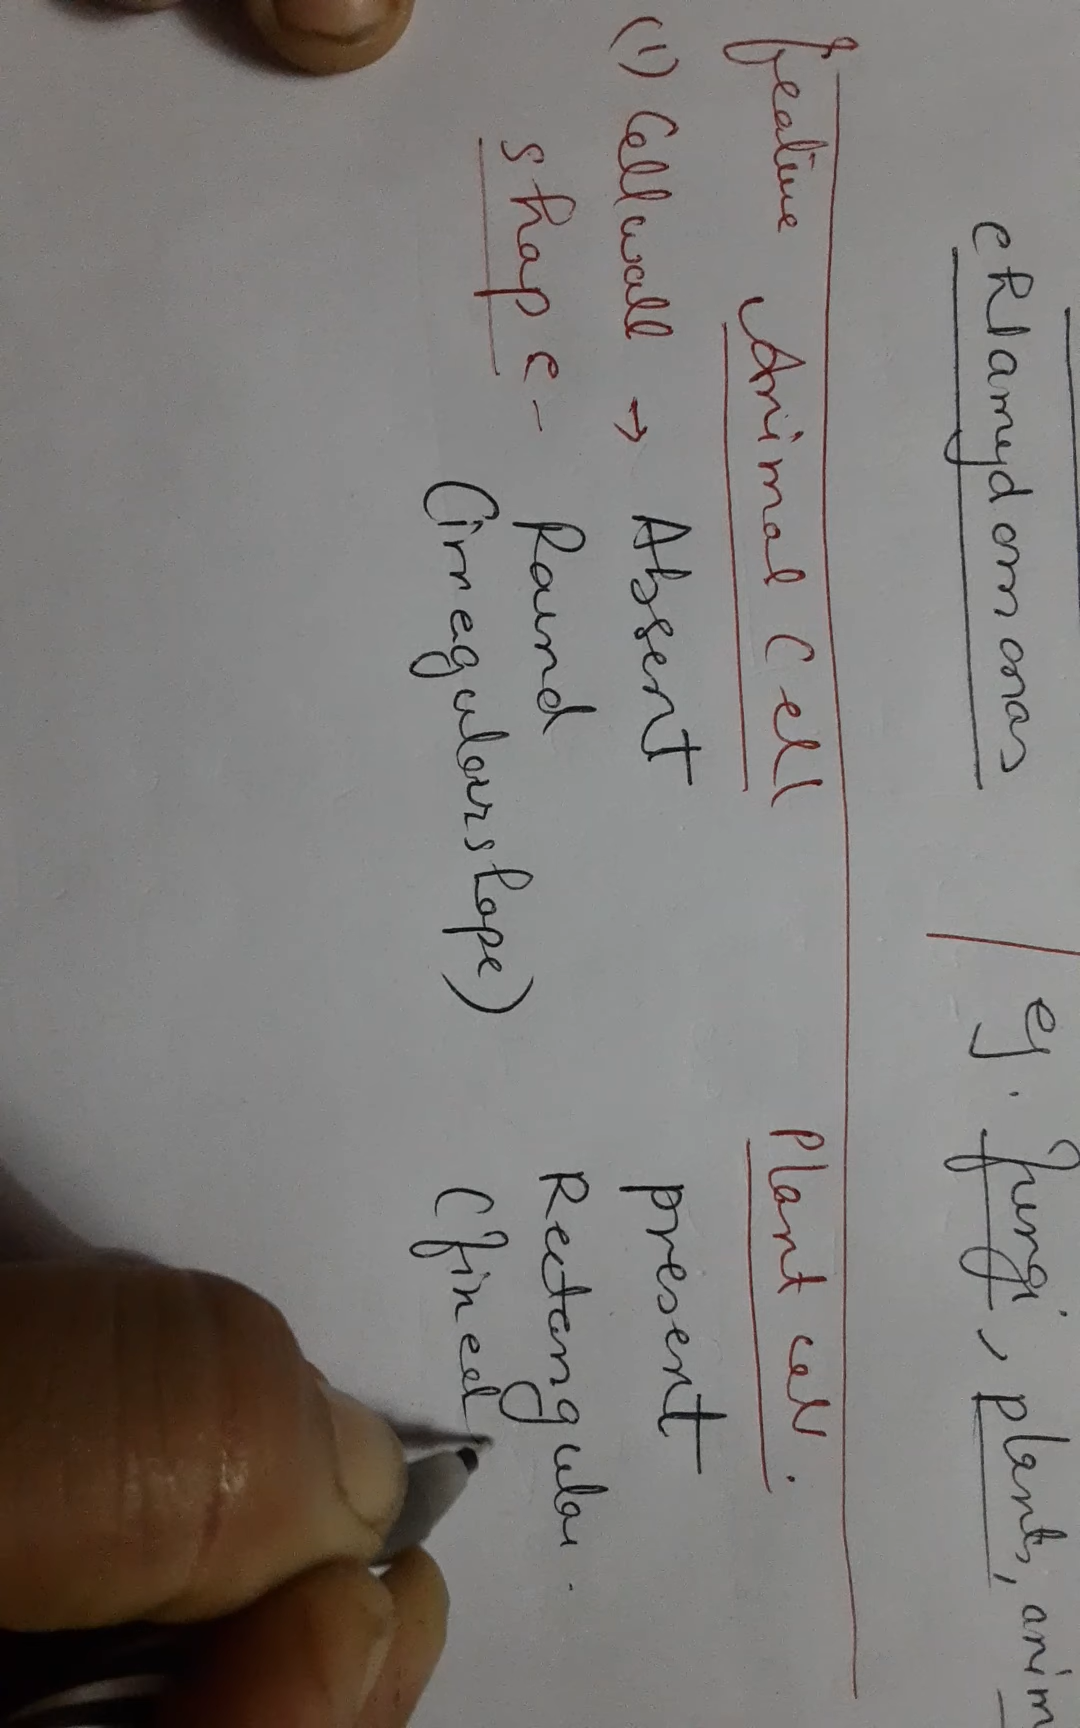 chlamydomonas / eg. fungi, plants, anim
feature Animal Cell Plant cell.
(1) Cellwall → Absent present
shape - Round Rectangular.
(irregular shape) (fixed